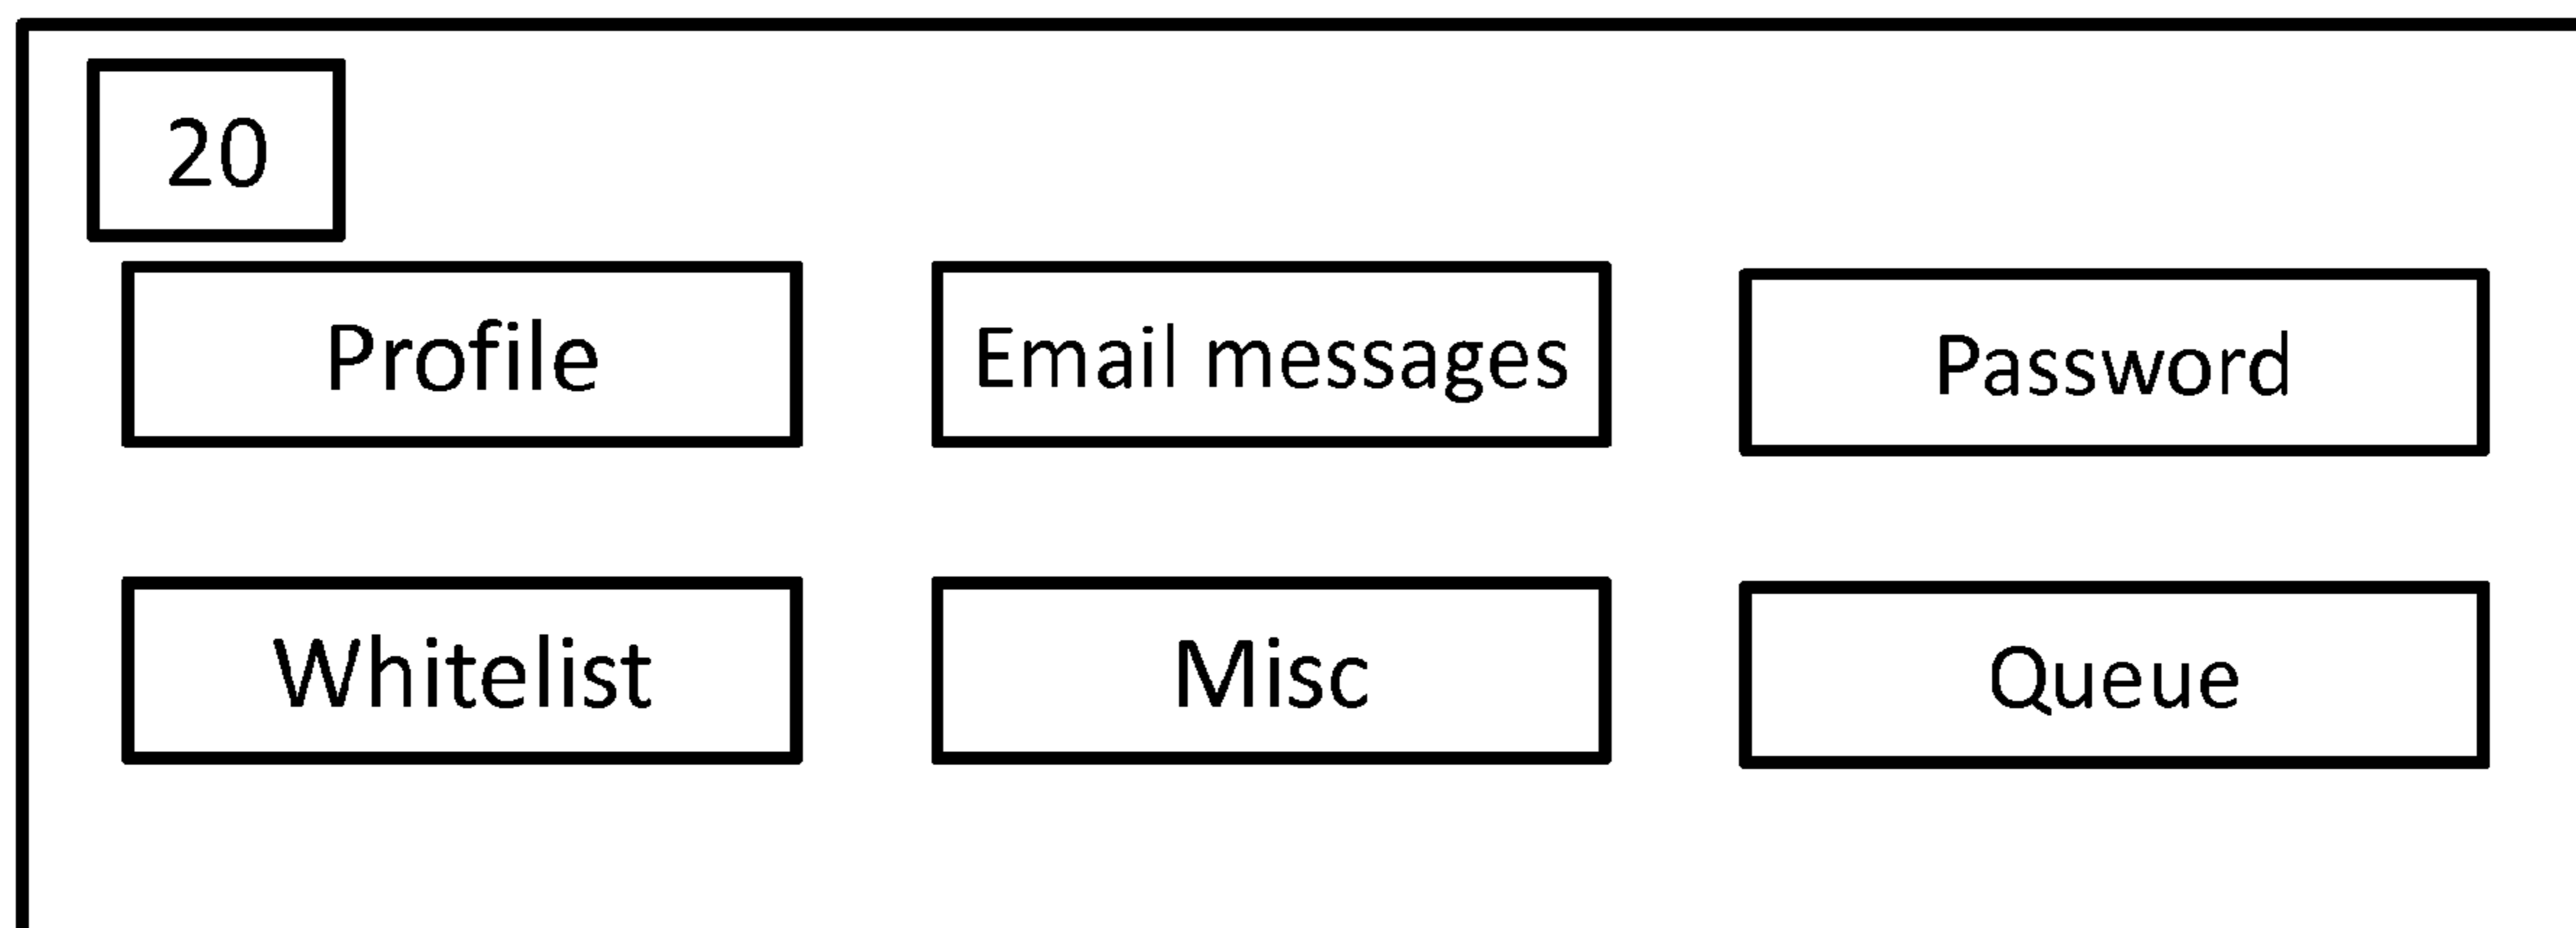 20
Profile
Email messages
Password
Whitelist
Misc
Queue